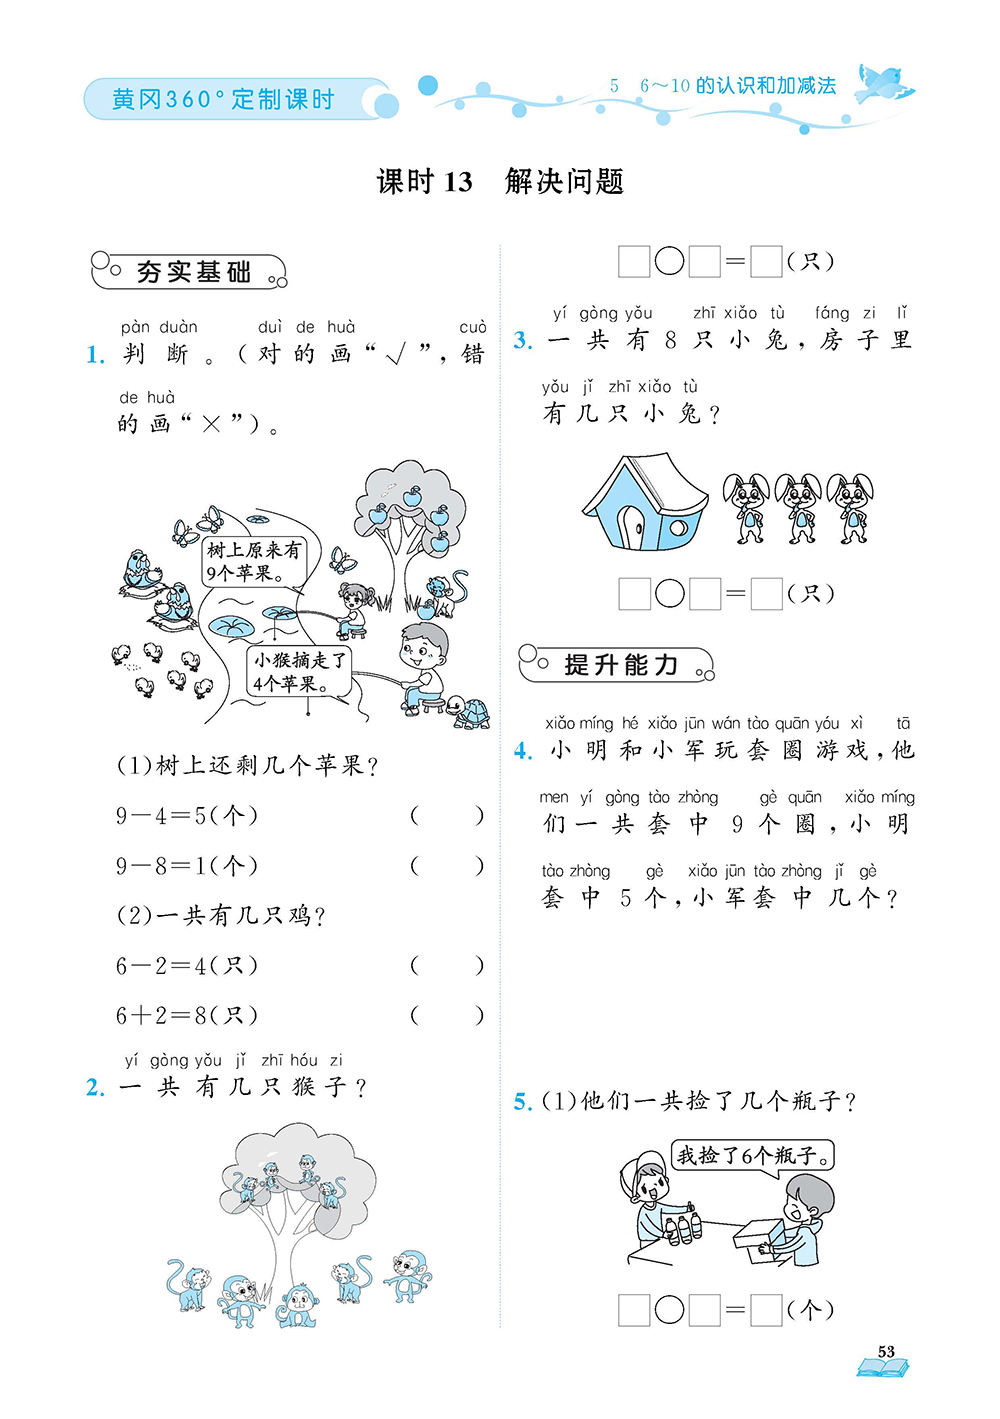 黄冈360°定制课时
5 6～10的认识和加减法
课时13 解决问题
夯实基础
pàn duàn duì de huà cuò
1. 判断。（对的画“√”，错
de huà
的画“×”）。
树上原来有
9个苹果。
小猴摘走了
4个苹果。
（1）树上还剩几个苹果？
9－4＝5（个） （ ）
9－8＝1（个） （ ）
（2）一共有几只鸡？
6－2＝4（只） （ ）
6＋2＝8（只） （ ）
yí gòng yǒu jǐ zhī hóu zi
2. 一共有几只猴子？
□○□＝□（只）
yí gòng yǒu zhī xiǎo tù fáng zi lǐ
3. 一共有8只小兔，房子里
yǒu jǐ zhī xiǎo tù
有几只小兔？
□○□＝□（只）
提升能力
xiǎo míng hé xiǎo jūn wán tào quān yóu xì tā
4. 小明和小军玩套圈游戏，他
men yí gòng tào zhòng gè quān xiǎo míng
们一共套中9个圈，小明
tào zhòng gè xiǎo jūn tào zhòng jǐ gè
套中5个，小军套中几个？
5. （1）他们一共捡了几个瓶子？
我捡了6个瓶子。
□○□＝□（个）
53